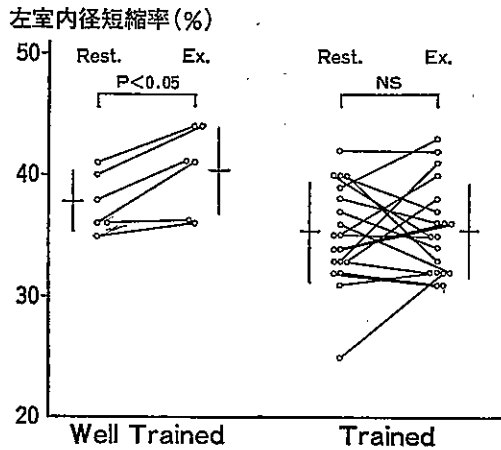 左室内径短縮率(%)
50
Rest. Ex. Rest. Ex.
P<0.05 NS
40
30
20
Well Trained Trained